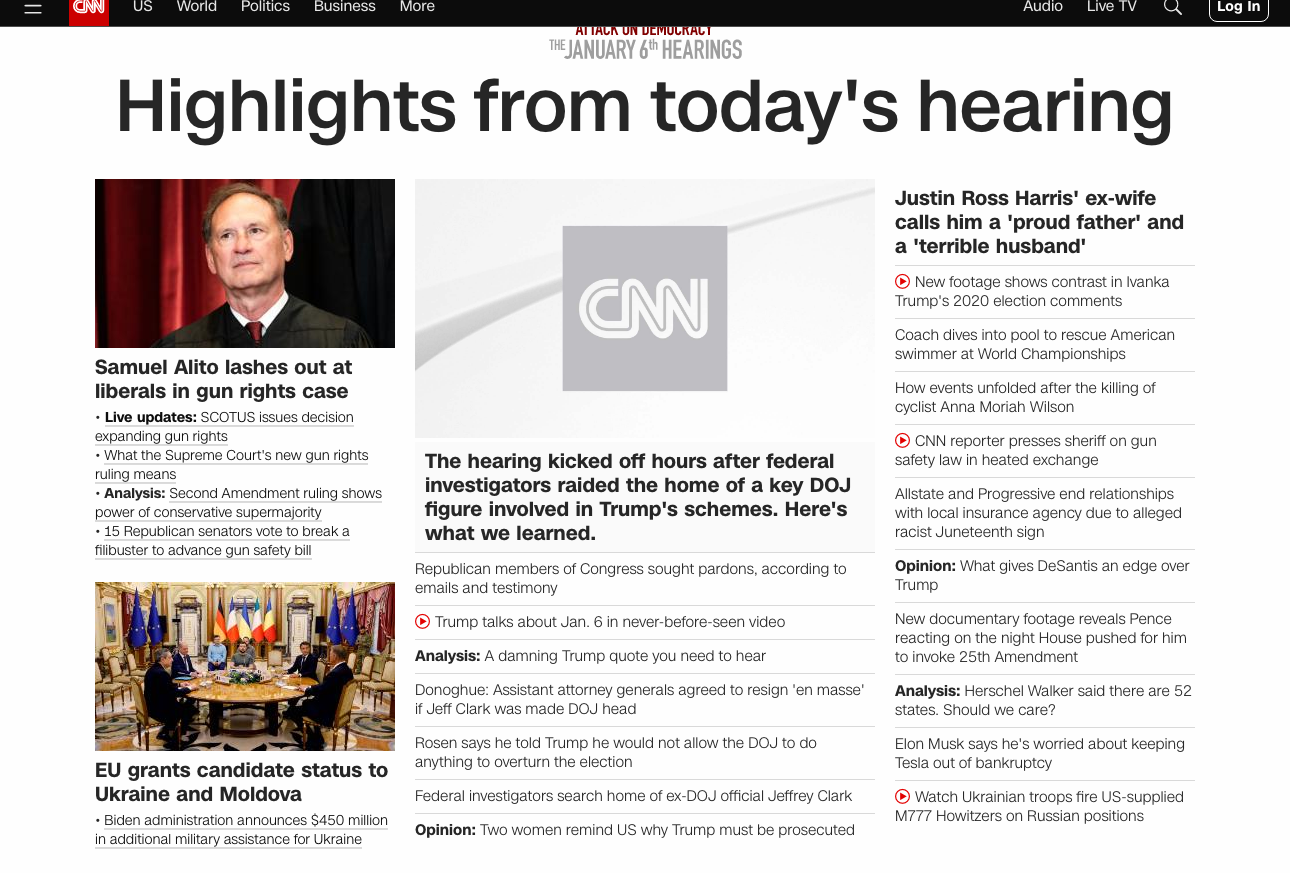 CNN
US
World
Politics
Business
More
Audio
Live TV
Log In
ATTACK ON DEMOCRACY
THE JANUARY 6th HEARINGS
Highlights from today's hearing
Samuel Alito lashes out at
liberals in gun rights case
• Live updates: SCOTUS issues decision
expanding gun rights
• What the Supreme Court's new gun rights
ruling means
• Analysis: Second Amendment ruling shows
power of conservative supermajority
• 15 Republican senators vote to break a
filibuster to advance gun safety bill
EU grants candidate status to
Ukraine and Moldova
• Biden administration announces $450 million
in additional military assistance for Ukraine
CNN
The hearing kicked off hours after federal
investigators raided the home of a key DOJ
figure involved in Trump's schemes. Here's
what we learned.
Republican members of Congress sought pardons, according to
emails and testimony
Trump talks about Jan. 6 in never-before-seen video
Analysis: A damning Trump quote you need to hear
Donoghue: Assistant attorney generals agreed to resign 'en masse'
if Jeff Clark was made DOJ head
Rosen says he told Trump he would not allow the DOJ to do
anything to overturn the election
Federal investigators search home of ex-DOJ official Jeffrey Clark
Opinion: Two women remind US why Trump must be prosecuted
Justin Ross Harris' ex-wife
calls him a 'proud father' and
a 'terrible husband'
New footage shows contrast in Ivanka
Trump's 2020 election comments
Coach dives into pool to rescue American
swimmer at World Championships
How events unfolded after the killing of
cyclist Anna Moriah Wilson
CNN reporter presses sheriff on gun
safety law in heated exchange
Allstate and Progressive end relationships
with local insurance agency due to alleged
racist Juneteenth sign
Opinion: What gives DeSantis an edge over
Trump
New documentary footage reveals Pence
reacting on the night House pushed for him
to invoke 25th Amendment
Analysis: Herschel Walker said there are 52
states. Should we care?
Elon Musk says he's worried about keeping
Tesla out of bankruptcy
Watch Ukrainian troops fire US-supplied
M777 Howitzers on Russian positions